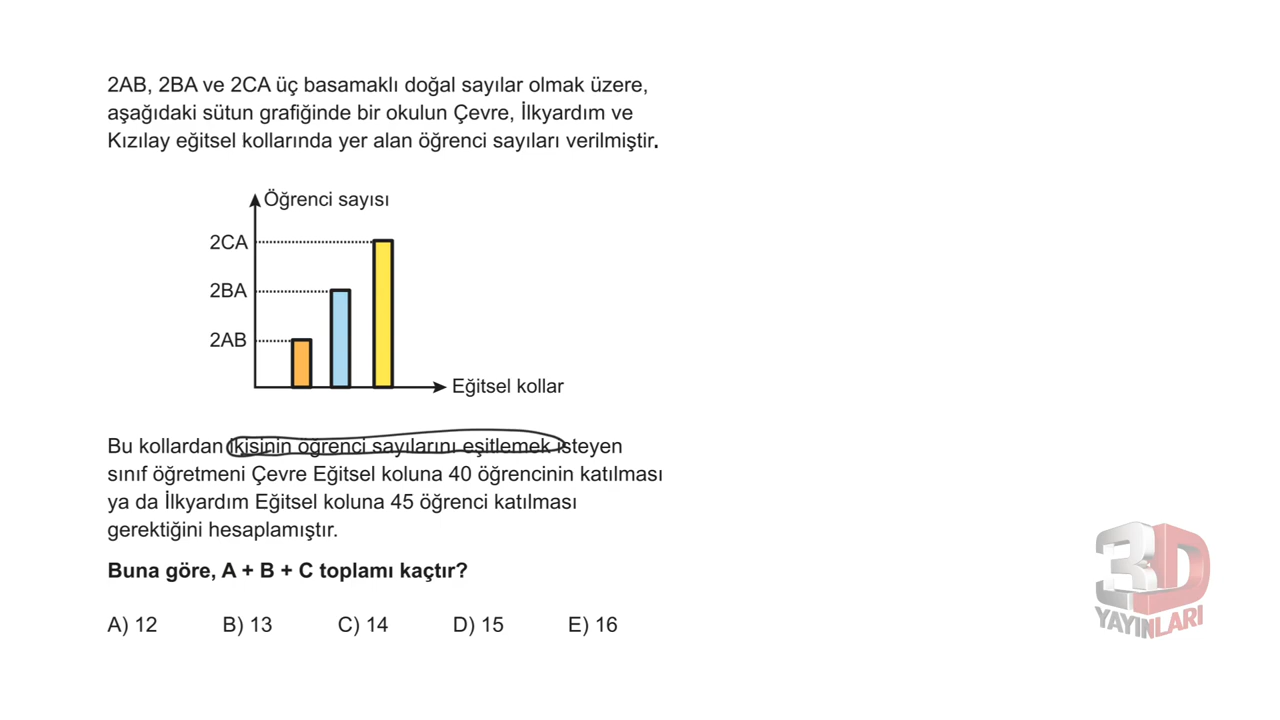 2AB, 2BA ve 2CA üç basamaklı doğal sayılar olmak üzere,
aşağıdaki sütun grafiğinde bir okulun Çevre, İlkyardım ve
Kızılay eğitsel kollarında yer alan öğrenci sayıları verilmiştir.
Öğrenci sayısı
2CA
2BA
2AB
Eğitsel kollar
Bu kollardan ikisinin öğrenci sayılarını eşitlemek isteyen
sınıf öğretmeni Çevre Eğitsel koluna 40 öğrencinin katılması
ya da İlkyardım Eğitsel koluna 45 öğrenci katılması
gerektiğini hesaplamıştır.
Buna göre, A + B + C toplamı kaçtır?
A) 12 B) 13 C) 14 D) 15 E) 16
3D
YAYINLARI